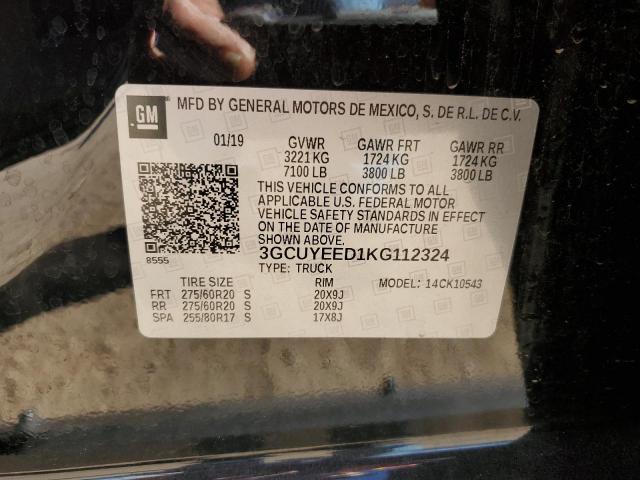 GM
MFD BY GENERAL MOTORS DE MEXICO, S. DE R.L. DE C.V.
01/19 GVWR GAWR FRT GAWR RR
3221 KG 1724 KG 1724 KG
7100 LB 3800 LB 3800 LB
THIS VEHICLE CONFORMS TO ALL
APPLICABLE U.S. FEDERAL MOTOR
VEHICLE SAFETY STANDARDS IN EFFECT
ON THE DATE OF MANUFACTURE
SHOWN ABOVE.
8555
3GCUYEED1KG112324
TYPE: TRUCK
TIRE SIZE RIM MODEL: 14CK10543
FRT 275/60R20 S 20X9J
RR 275/60R20 S 20X9J
SPA 255/80R17 S 17X8J